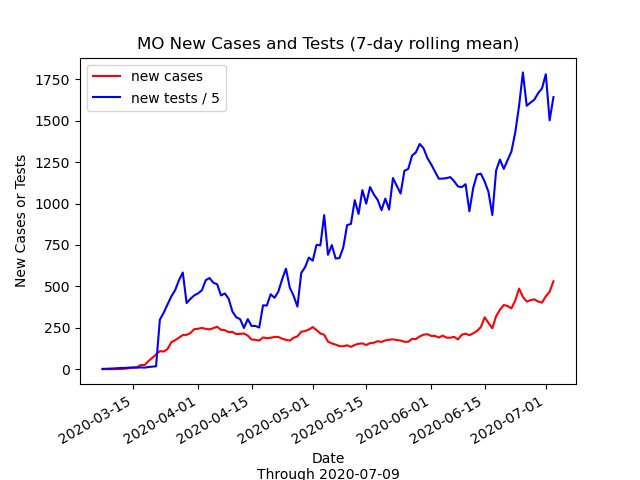 MO New Cases and Tests (7-day rolling mean)
new cases
new tests / 5
New Cases or Tests
1750
1500
1250
1000
750
500
250
0
2020-03-15
2020-04-01
2020-04-15
2020-05-01
2020-05-15
2020-06-01
2020-06-15
2020-07-01
Date
Through 2020-07-09